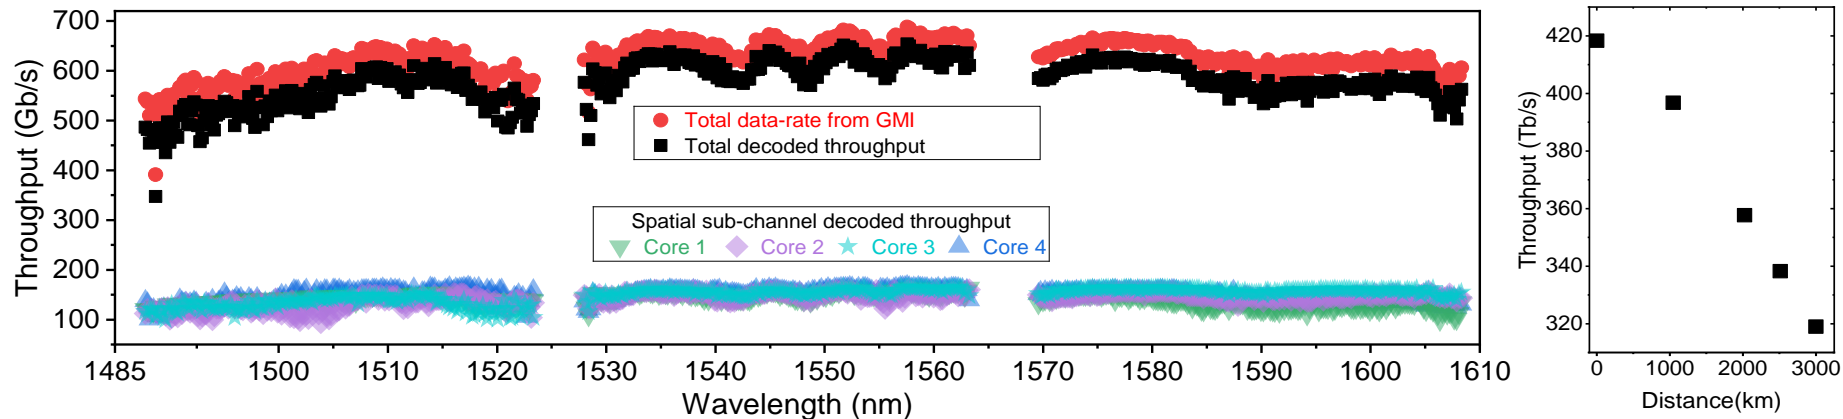 700
600
500
400
300
200
100
Throughput (Gb/s)
Total data-rate from GMI
Total decoded throughput
Spatial sub-channel decoded throughput
Core 1 Core 2 Core 3 Core 4
1485 1500 1510 1520 1530 1540 1550 1560 1570 1580 1590 1600 1610
Wavelength (nm)
420
400
380
360
340
320
Throughput (Tb/s)
0 1000 2000 3000
Distance(km)